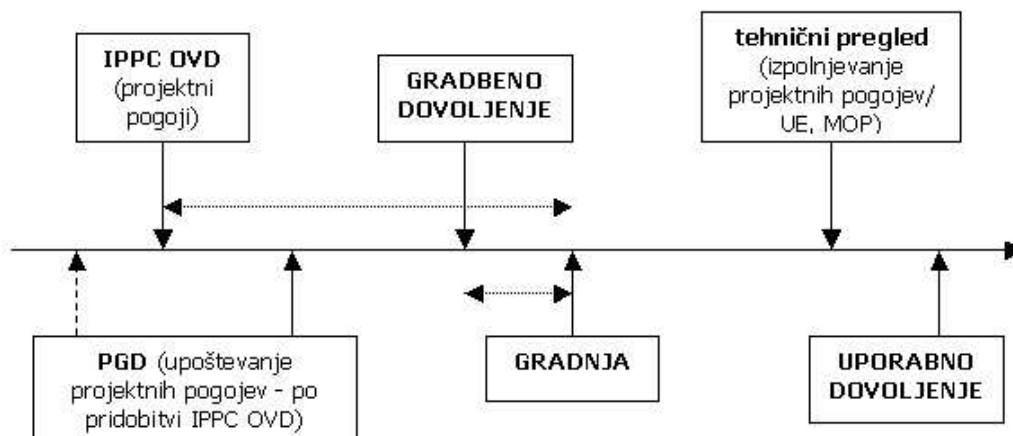 IPPC OVD
(projektni
pogoji)
GRADBENO
DOVOLJENJE
tehnični pregled
(izpolnjevanje
projektnih pogojev/
UE, MOP)
PGD (upoštevanje
projektnih pogojev - po
pridobitvi IPPC OVD)
GRADNJA
UPORABNO
DOVOLJENJE